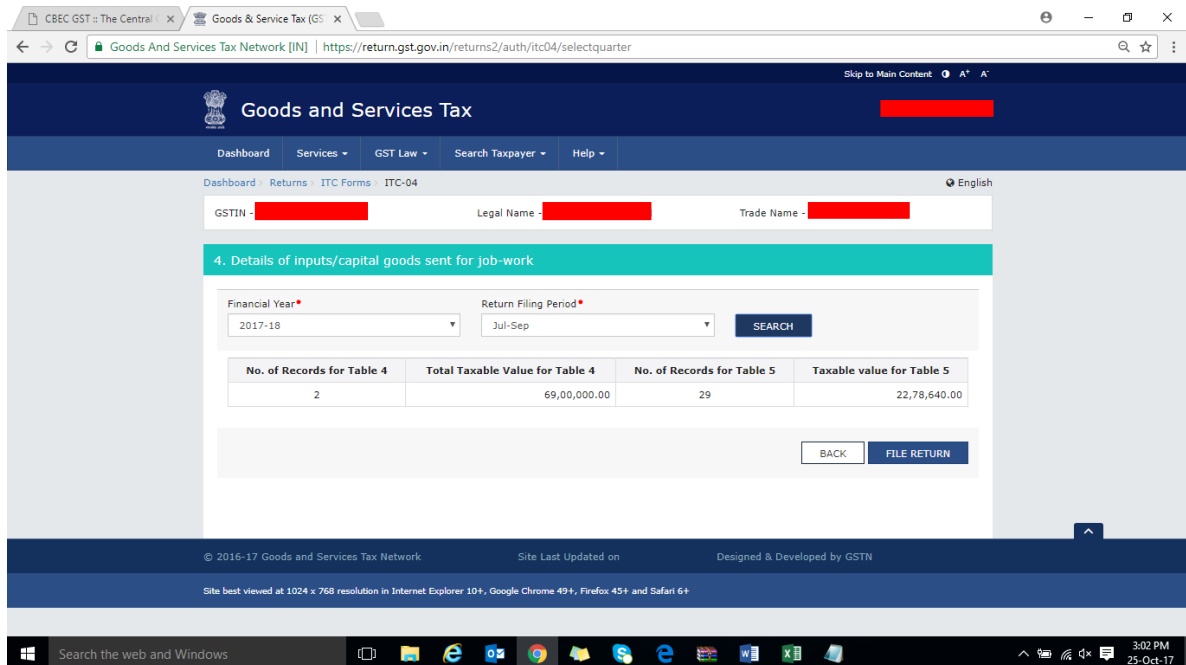 CBEC GST :: The Central C
Goods & Service Tax (GS
Goods And Services Tax Network [IN] | https://return.gst.gov.in/returns2/auth/itc04/selectquarter
Skip to Main Content A+ A-
Goods and Services Tax
Dashboard Services GST Law Search Taxpayer Help
Dashboard > Returns > ITC Forms > ITC-04 English
GSTIN - Legal Name - Trade Name -
4. Details of inputs/capital goods sent for job-work
Financial Year• Return Filing Period•
2017-18 Jul-Sep SEARCH
No. of Records for Table 4 Total Taxable Value for Table 4 No. of Records for Table 5 Taxable value for Table 5
2 69,00,000.00 29 22,78,640.00
BACK FILE RETURN
© 2016-17 Goods and Services Tax Network Site Last Updated on Designed & Developed by GSTN
Site best viewed at 1024 x 768 resolution in Internet Explorer 10+, Google Chrome 49+, Firefox 45+ and Safari 6+
Search the web and Windows
3:02 PM
25-Oct-17